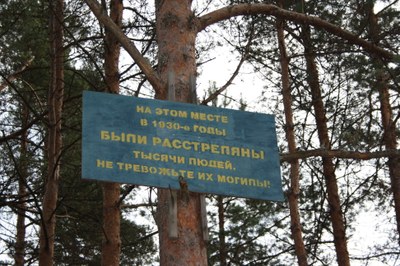 НА ЭТОМ МЕСТЕ
В 1930-е ГОДЫ
БЫЛИ РАССТРЕЛЯНЫ
ТЫСЯЧИ ЛЮДЕЙ.
НЕ ТРЕВОЖЬТЕ ИХ МОГИЛЫ!